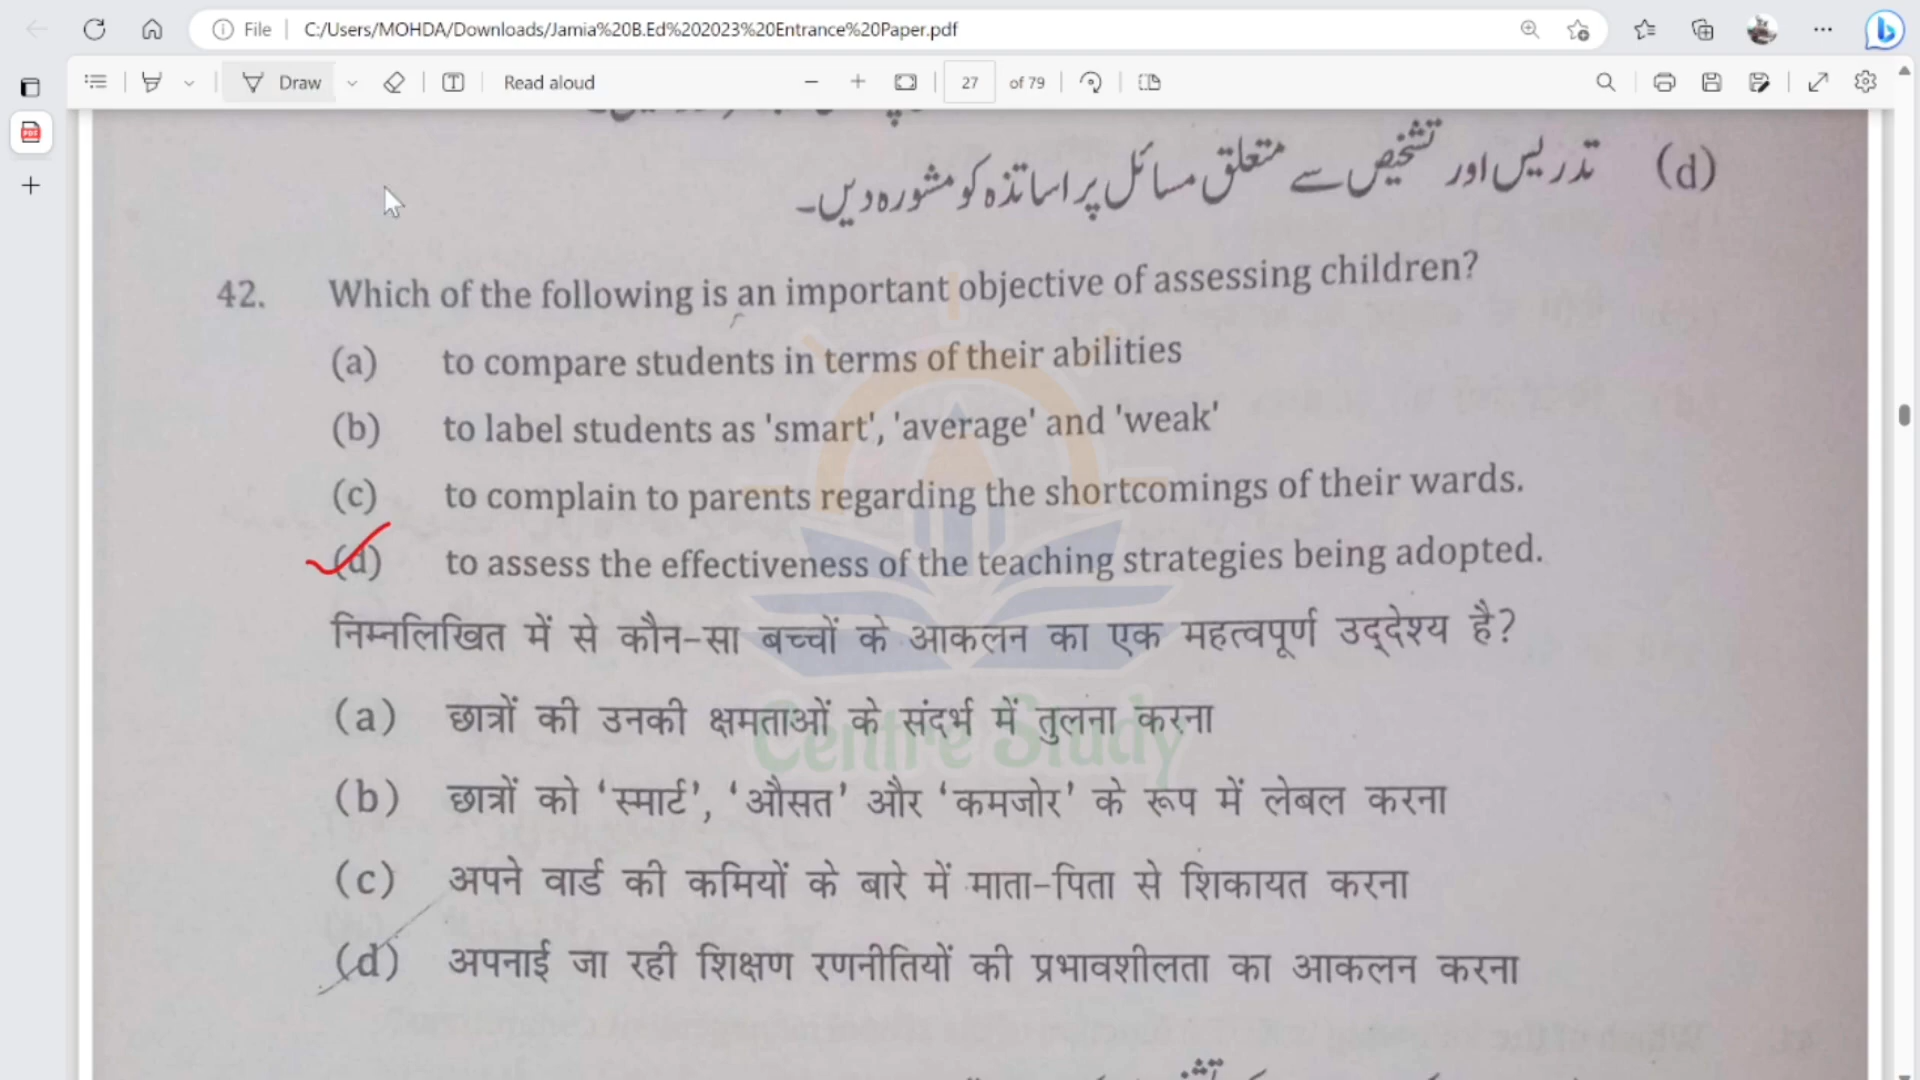 File
C:/Users/MOHDA/Downloads/Jamia%20B.Ed%202023%20Entrance%20Paper.pdf
Draw
Read aloud
27
of 79
(d) تدریس اور تشخیص سے متعلق مسائل پر اساتذہ کو مشورہ دیں۔
42. Which of the following is an important objective of assessing children?
(a) to compare students in terms of their abilities
(b) to label students as 'smart', 'average' and 'weak'
(c) to complain to parents regarding the shortcomings of their wards.
(d) to assess the effectiveness of the teaching strategies being adopted.
निम्नलिखित में से कौन-सा बच्चों के आकलन का एक महत्वपूर्ण उद्देश्य है?
(a) छात्रों की उनकी क्षमताओं के संदर्भ में तुलना करना
Centre Study
(b) छात्रों को ‘स्मार्ट’, ‘औसत’ और ‘कमजोर’ के रूप में लेबल करना
(c) अपने वार्ड की कमियों के बारे में माता-पिता से शिकायत करना
(d) अपनाई जा रही शिक्षण रणनीतियों की प्रभावशीलता का आकलन करना